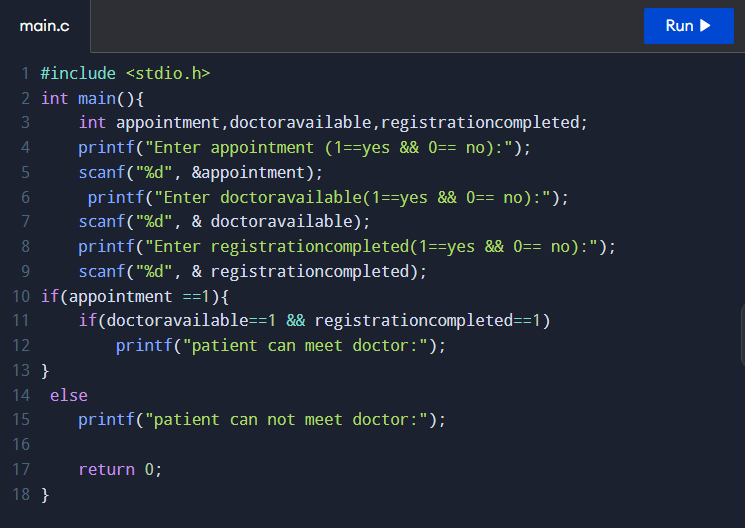 main.c
Run
1 #include <stdio.h>
2 int main(){
3     int appointment,doctoravailable,registrationcompleted;
4     printf("Enter appointment (1==yes && 0== no):");
5     scanf("%d", &appointment);
6      printf("Enter doctoravailable(1==yes && 0== no):");
7     scanf("%d", & doctoravailable);
8     printf("Enter registrationcompleted(1==yes && 0== no):");
9     scanf("%d", & registrationcompleted);
10 if(appointment ==1){
11     if(doctoravailable==1 && registrationcompleted==1)
12         printf("patient can meet doctor:");
13 }
14  else
15     printf("patient can not meet doctor:");
16
17     return 0;
18 }